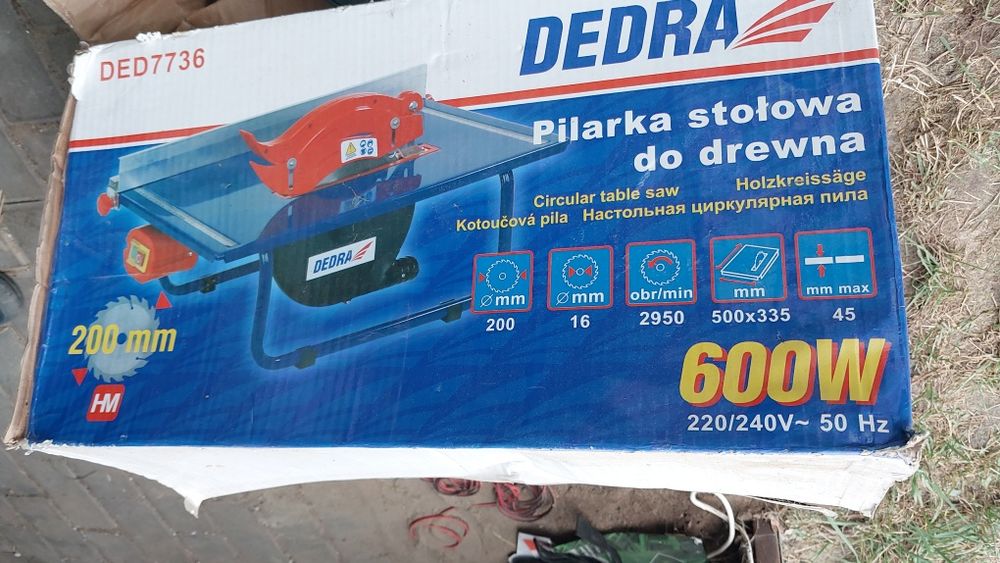 DED7736
DEDRA
Pilarka stołowa
do drewna
Circular table saw Holzkreissäge
Kotoučová pila Настольная циркулярная пила
DEDRA
mm mm obr/min mm mm max
200 16 2950 500x335 45
200 mm
HM
600W
220/240V~ 50 Hz